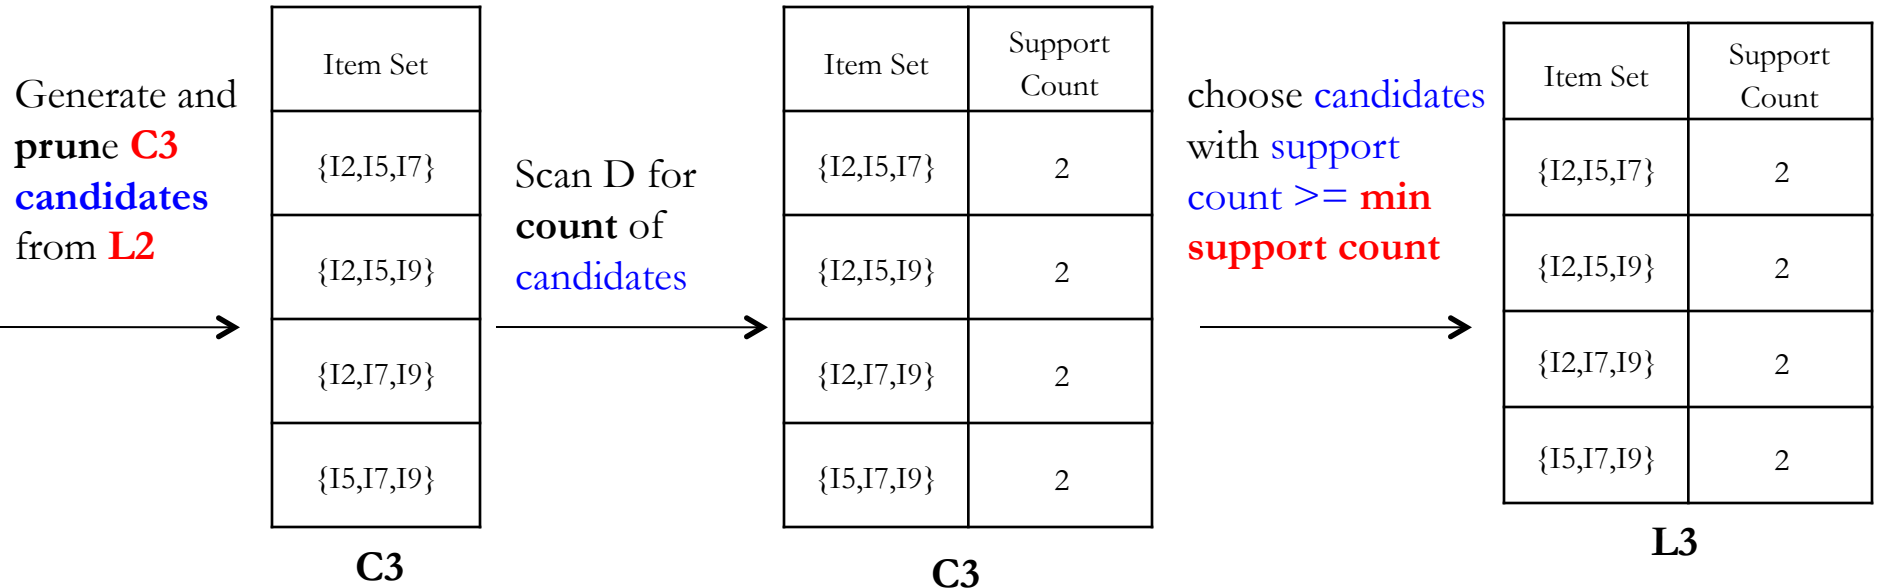 Generate and
prune C3
candidates
from L2
Item Set
{I2,I5,I7}
{I2,I5,I9}
{I2,I7,I9}
{I5,I7,I9}
C3
Scan D for
count of
candidates
Item Set
Support
Count
{I2,I5,I7} 2
{I2,I5,I9} 2
{I2,I7,I9} 2
{I5,I7,I9} 2
C3
choose candidates
with support
count >= min
support count
Item Set
Support
Count
{I2,I5,I7} 2
{I2,I5,I9} 2
{I2,I7,I9} 2
{I5,I7,I9} 2
L3